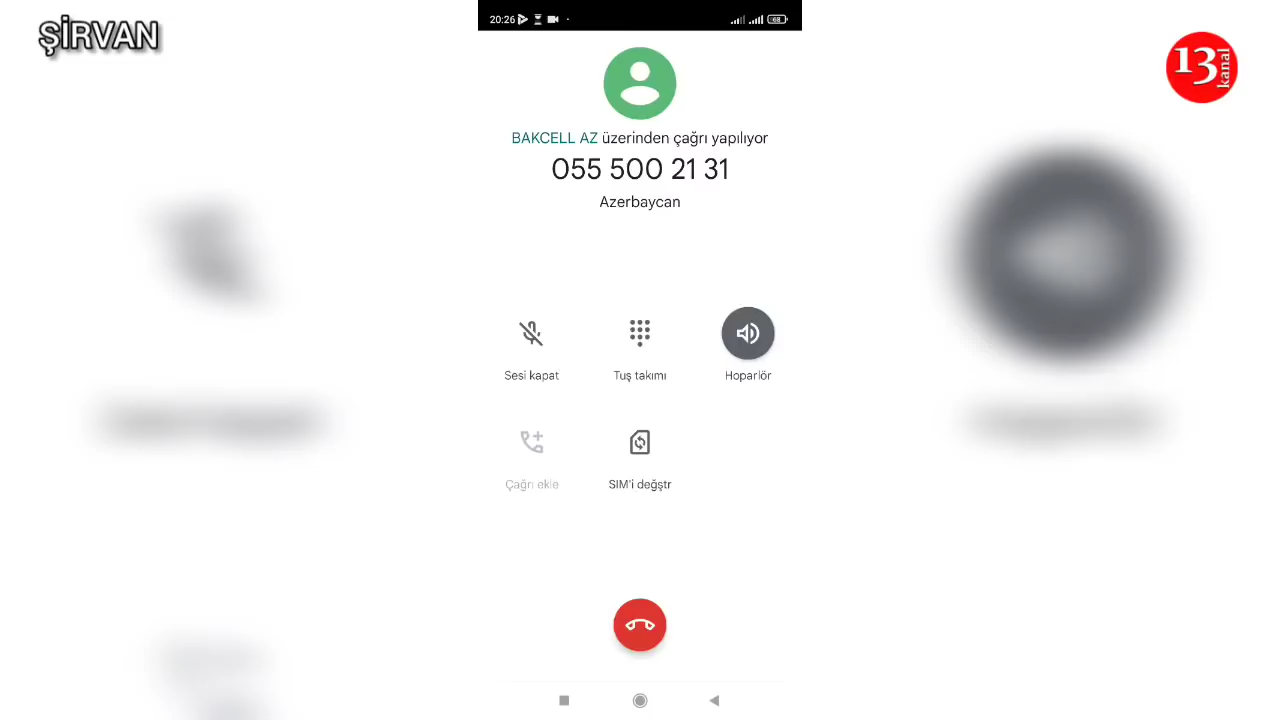 ŞİRVAN
13
kanal
20:26
68
BAKCELL AZ üzerinden çağrı yapılıyor
055 500 21 31
Azerbaycan
Sesi kapat
Tuş takımı
Hoparlör
Çağrı ekle
SIM'i değştr